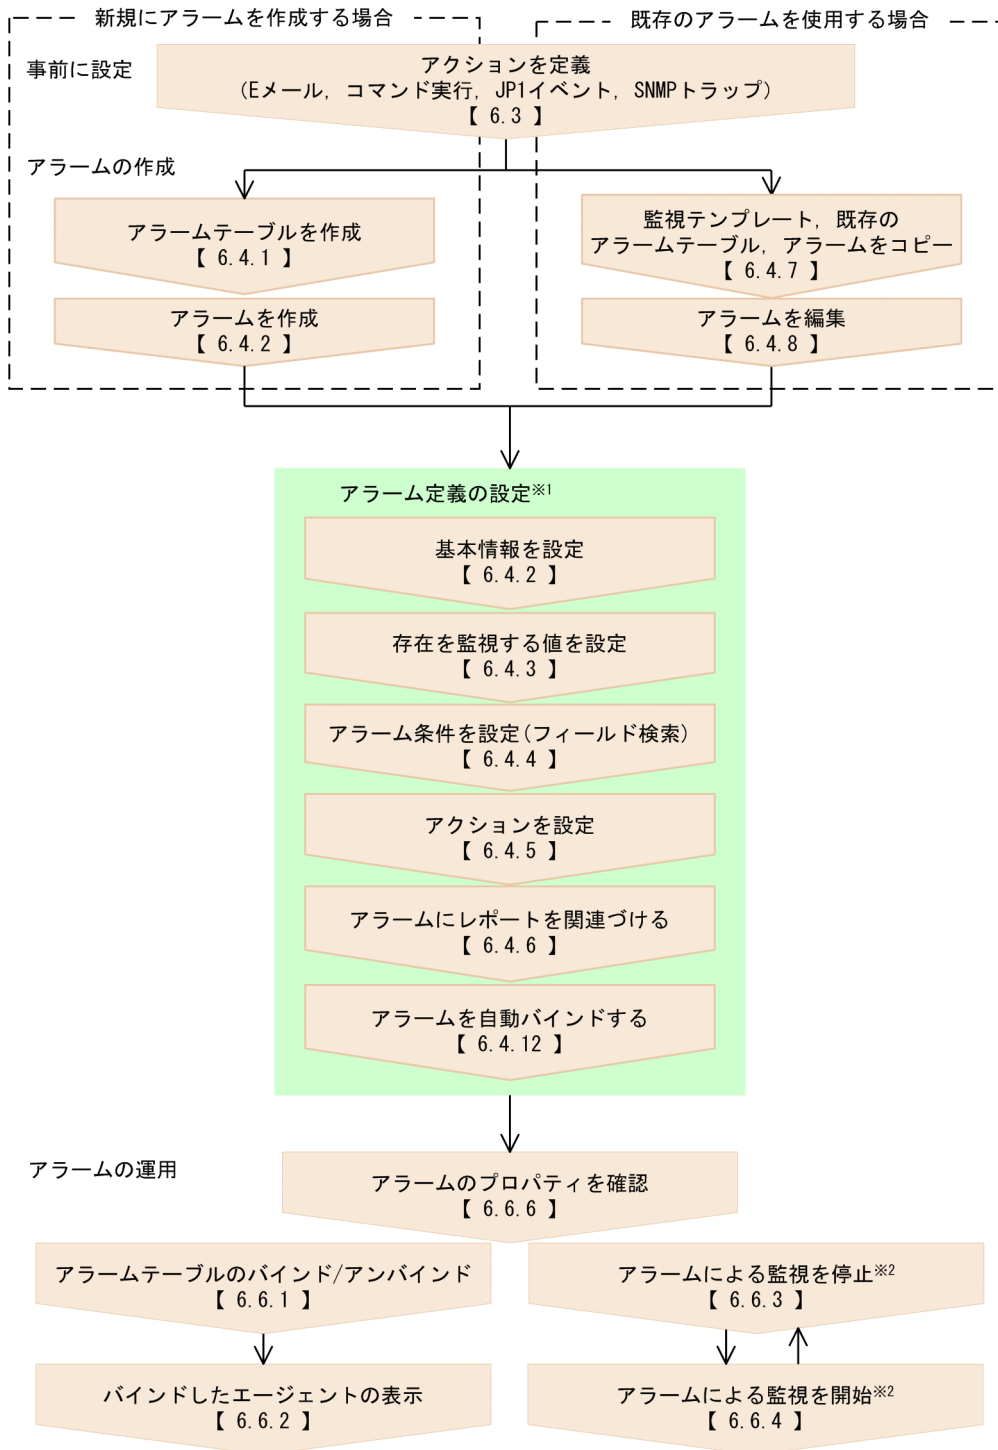 新規にアラームを作成する場合
既存のアラームを使用する場合
事前に設定
アクションを定義
(Eメール, コマンド実行, JP1イベント, SNMPトラップ)
【 6.3 】
アラームの作成
アラームテーブルを作成
【 6.4.1 】
監視テンプレート, 既存の
アラームテーブル, アラームをコピー
【 6.4.7 】
アラームを作成
【 6.4.2 】
アラームを編集
【 6.4.8 】
アラーム定義の設定※1
基本情報を設定
【 6.4.2 】
存在を監視する値を設定
【 6.4.3 】
アラーム条件を設定(フィールド検索)
【 6.4.4 】
アクションを設定
【 6.4.5 】
アラームにレポートを関連づける
【 6.4.6 】
アラームを自動バインドする
【 6.4.12 】
アラームの運用
アラームのプロパティを確認
【 6.6.6 】
アラームテーブルのバインド/アンバインド
【 6.6.1 】
アラームによる監視を停止※2
【 6.6.3 】
バインドしたエージェントの表示
【 6.6.2 】
アラームによる監視を開始※2
【 6.6.4 】